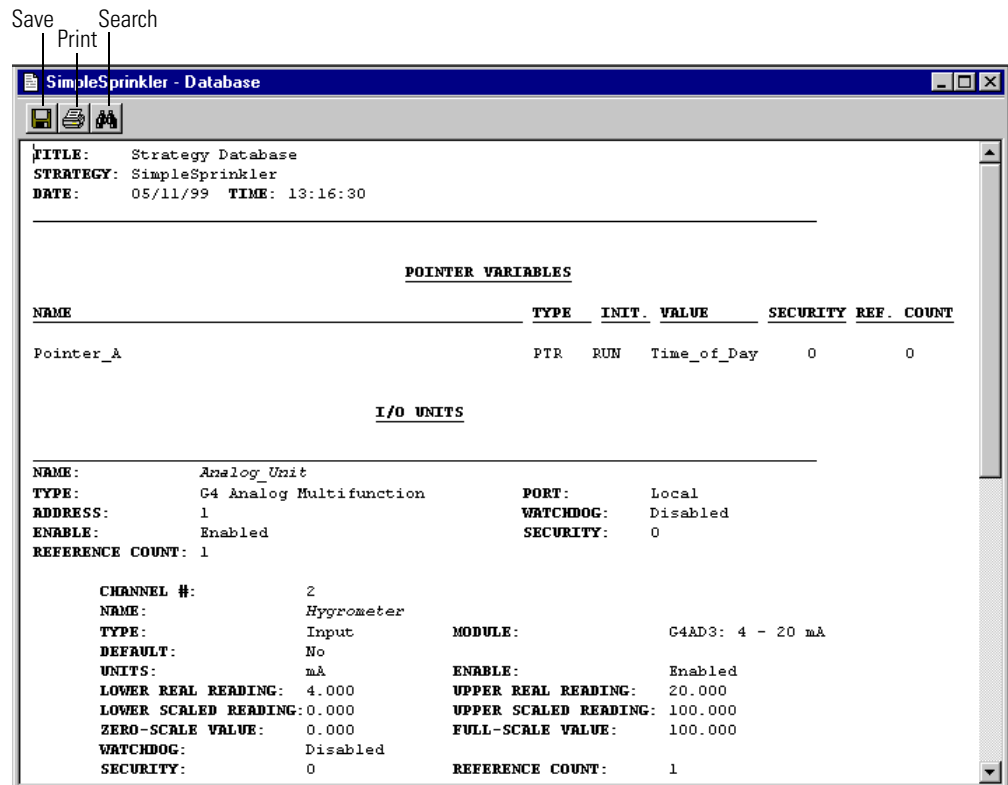 Save Search
Print
SimpleSprinkler - Database
TITLE: Strategy Database
STRATEGY: SimpleSprinkler
DATE: 05/11/99 TIME: 13:16:30
POINTER VARIABLES
NAME TYPE INIT. VALUE SECURITY REF. COUNT
Pointer_A PTR RUN Time_of_Day 0 0
I/O UNITS
NAME: Analog_Unit
TYPE: G4 Analog Multifunction PORT: Local
ADDRESS: 1 WATCHDOG: Disabled
ENABLE: Enabled SECURITY: 0
REFERENCE COUNT: 1
CHANNEL #: 2
NAME: Hygrometer
TYPE: Input MODULE: G4AD3: 4 - 20 mA
DEFAULT: No
UNITS: mA ENABLE: Enabled
LOWER REAL READING: 4.000 UPPER REAL READING: 20.000
LOWER SCALED READING: 0.000 UPPER SCALED READING: 100.000
ZERO-SCALE VALUE: 0.000 FULL-SCALE VALUE: 100.000
WATCHDOG: Disabled
SECURITY: 0 REFERENCE COUNT: 1